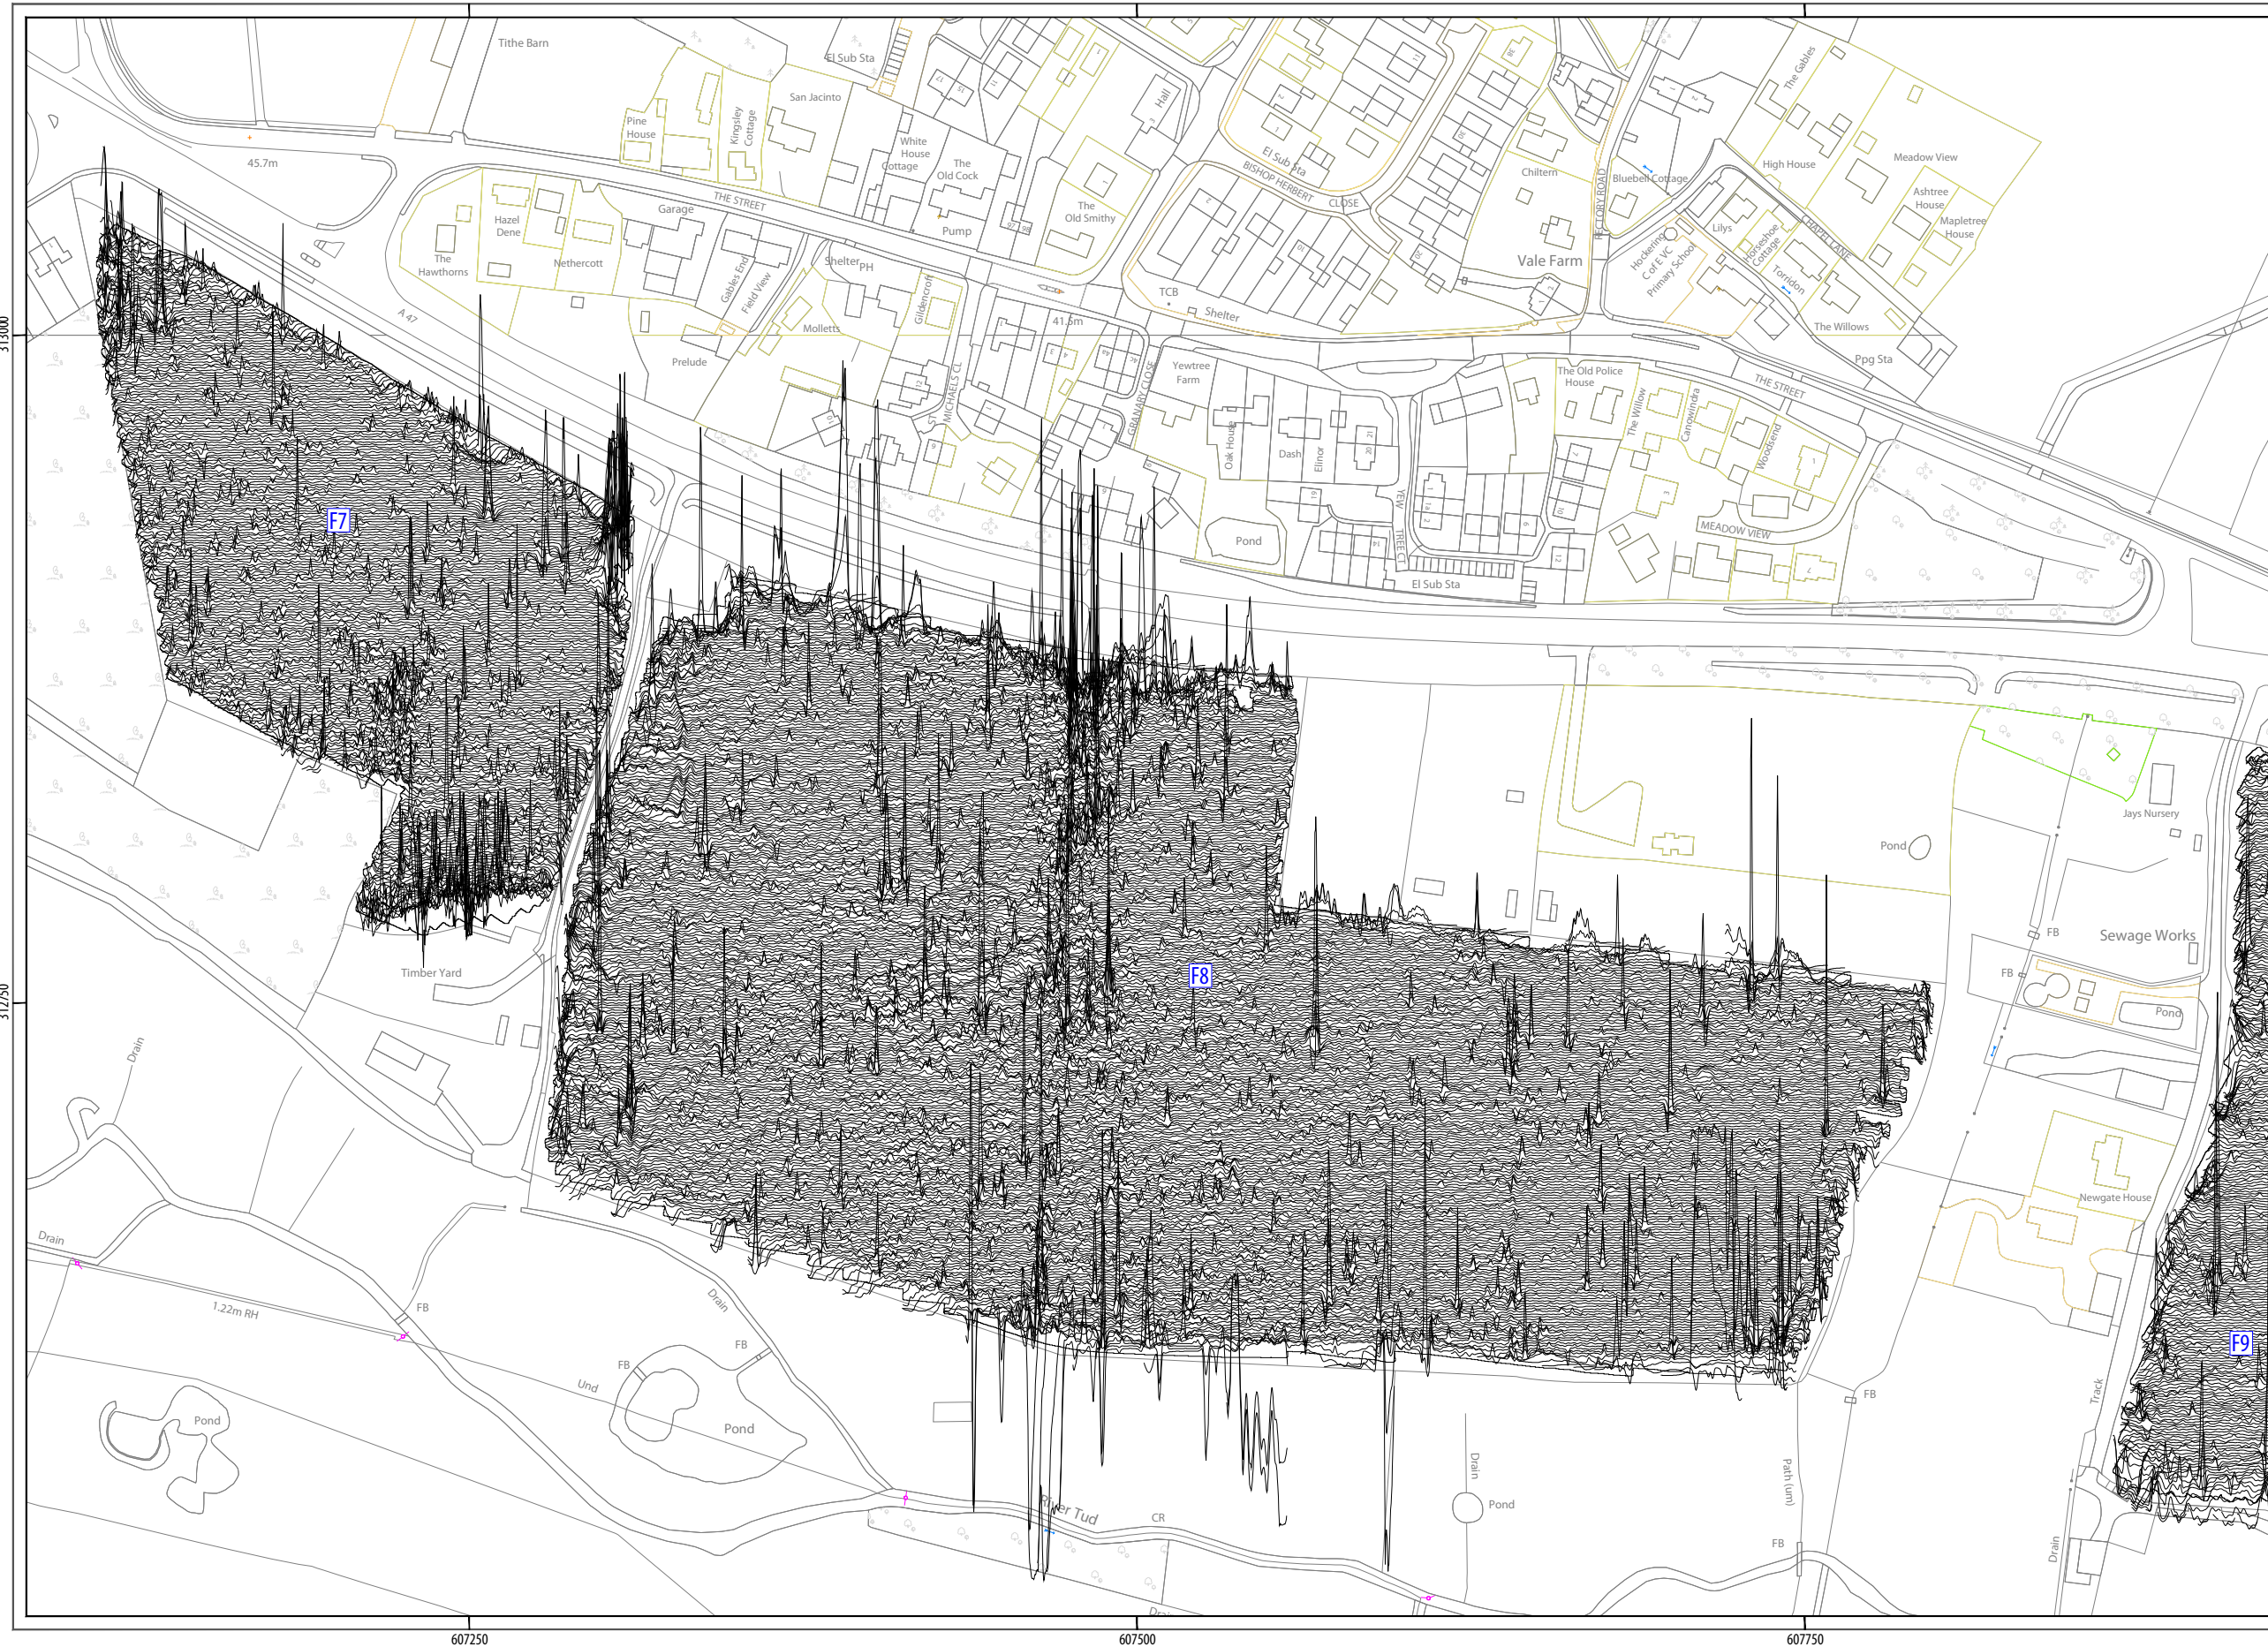 Tithe Barn
El Sub Sta
San Jacinto
Pine
House
Kingsley
Cottage
White
House
Cottage
The
Old Cock
Hall
45.7m
THE STREET
Garage
Hazel
Dene
The
Hawthorns
Nethercott
Gables End
Field View
Shelter
PH
Pump
The
Old Smithy
El Sub Sta
BISHOP HERBERT
CLOSE
Chiltern
RECTORY ROAD
Bluebell Cottage
The Gables
High House
Meadow View
Ashtree
House
Mapletree
House
Lilys
Horseshoe
Cottage
CHAPEL LANE
Torridon
Hockering
C of E VC
Primary School
Vale Farm
The Willows
Ppg Sta
A 47
Molletts
Gildencroft
Prelude
41.5m
TCB
Shelter
ST MICHAELS CL
GRANARY CLOSE
Yewtree
Farm
Oak House
Dash
Elinor
The Old Police
House
The Willow
Canowindra
Woodsend
THE STREET
MEADOW VIEW
YEW TREE CT
Pond
El Sub Sta
313000
F7
F8
F9
Jays Nursery
Pond
FB
Sewage Works
FB
Pond
312750
Timber Yard
Drain
Newgate House
Drain
1.22m RH
FB
Drain
FB
FB
Und
Pond
Pond
River Tud
CR
Drain
Pond
Path (um)
FB
FB
Track
Drain
607250
607500
607750